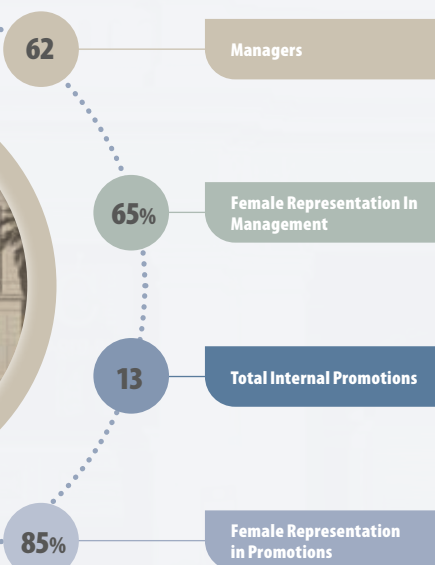 62
Managers
65%
Female Representation In
Management
13
Total Internal Promotions
85%
Female Representation
in Promotions